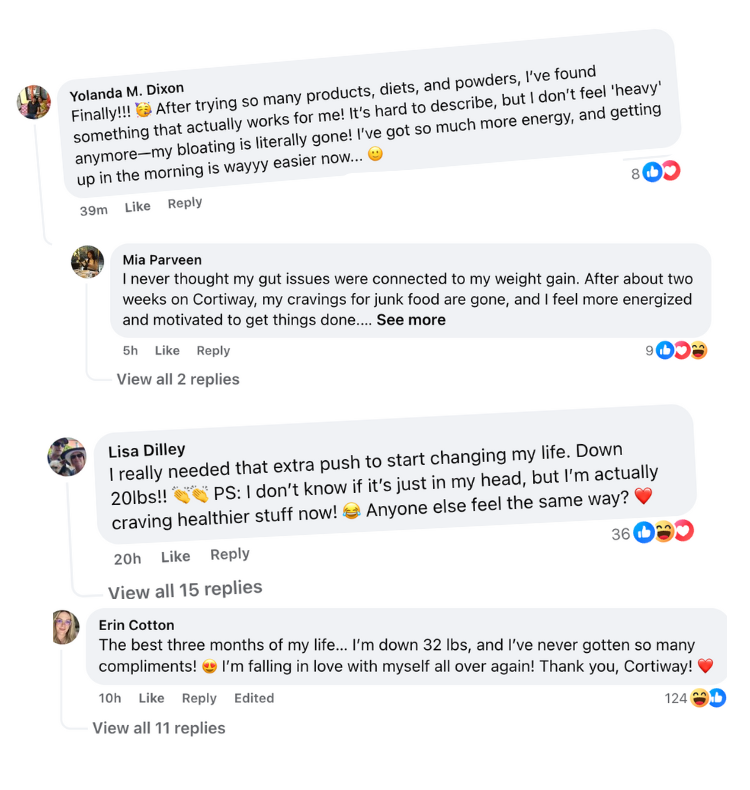 Yolanda M. Dixon
Finally!!! 🥳 After trying so many products, diets, and powders, I've found
something that actually works for me! It's hard to describe, but I don't feel 'heavy'
anymore—my bloating is literally gone! I've got so much more energy, and getting
up in the morning is wayyy easier now... 🙂
8
39m Like Reply
Mia Parveen
I never thought my gut issues were connected to my weight gain. After about two
weeks on Cortiway, my cravings for junk food are gone, and I feel more energized
and motivated to get things done.... See more
5h Like Reply 9
View all 2 replies
Lisa Dilley
I really needed that extra push to start changing my life. Down
20lbs!! 👏👏 PS: I don't know if it's just in my head, but I'm actually
craving healthier stuff now! 😂 Anyone else feel the same way? ❤️
36
20h Like Reply
View all 15 replies
Erin Cotton
The best three months of my life... I'm down 32 lbs, and I've never gotten so many
compliments! 😍 I'm falling in love with myself all over again! Thank you, Cortiway! ❤️
10h Like Reply Edited 124
View all 11 replies